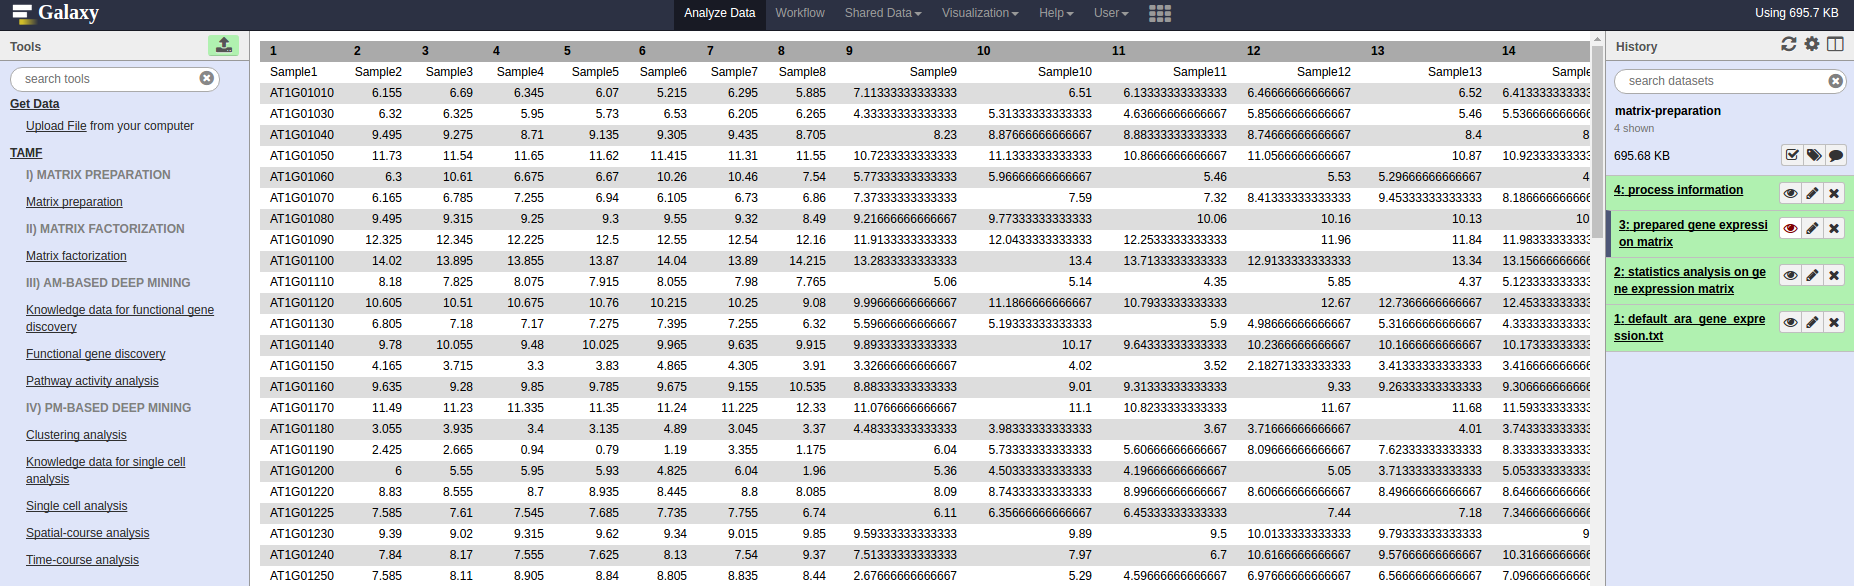 Galaxy Analyze Data Workflow Shared Data Visualization Help User Using 695.7 KB
Tools
search tools
Get Data
Upload File from your computer
TAMF
I) MATRIX PREPARATION
Matrix preparation
II) MATRIX FACTORIZATION
Matrix factorization
III) AM-BASED DEEP MINING
Knowledge data for functional gene
discovery
Functional gene discovery
Pathway activity analysis
IV) PM-BASED DEEP MINING
Clustering analysis
Knowledge data for single cell
analysis
Single cell analysis
Spatial-course analysis
Time-course analysis
1 2 3 4 5 6 7 8 9 10 11 12 13 14
Sample1 Sample2 Sample3 Sample4 Sample5 Sample6 Sample7 Sample8 Sample9 Sample10 Sample11 Sample12 Sample13 Sample
AT1G01010 6.155 6.69 6.345 6.07 5.215 6.295 5.885 7.11333333333333 6.51 6.13333333333333 6.46666666666667 6.52 6.413333333333
AT1G01030 6.32 6.325 5.95 5.73 6.53 6.205 6.265 4.33333333333333 5.31333333333333 4.63666666666667 5.85666666666667 5.46 5.536666666666
AT1G01040 9.495 9.275 8.71 9.135 9.305 9.435 8.705 8.23 8.87666666666667 8.88333333333333 8.74666666666667 8.4 8
AT1G01050 11.73 11.54 11.65 11.62 11.415 11.31 11.55 10.7233333333333 11.1333333333333 10.8666666666667 11.0566666666667 10.87 10.92333333333
AT1G01060 6.3 10.61 6.675 6.67 10.26 10.46 7.54 5.77333333333333 5.96666666666667 5.46 5.53 5.29666666666667 4
AT1G01070 6.165 6.785 7.255 6.94 6.105 6.73 6.86 7.37333333333333 7.59 7.32 8.41333333333333 9.45333333333333 8.186666666666
AT1G01080 9.495 9.315 9.25 9.3 9.55 9.32 8.49 9.21666666666667 9.77333333333333 10.06 10.16 10.13 10
AT1G01090 12.325 12.345 12.225 12.5 12.55 12.54 12.16 11.9133333333333 12.0433333333333 12.2533333333333 11.96 11.84 11.98333333333
AT1G01100 14.02 13.895 13.855 13.87 14.04 13.89 14.215 13.2833333333333 13.4 13.7133333333333 12.9133333333333 13.34 13.15666666666
AT1G01110 8.18 7.825 8.075 7.915 8.055 7.98 7.765 5.06 5.14 4.35 5.85 4.37 5.123333333333
AT1G01120 10.605 10.51 10.675 10.76 10.215 10.25 9.08 9.99666666666667 11.1866666666667 10.7933333333333 12.67 12.7366666666667 12.45333333333
AT1G01130 6.805 7.18 7.17 7.275 7.395 7.255 6.32 5.59666666666667 5.19333333333333 5.9 4.98666666666667 5.31666666666667 4.333333333333
AT1G01140 9.78 10.055 9.48 10.025 9.965 9.635 9.915 9.89333333333333 10.17 9.64333333333333 10.2366666666667 10.1666666666667 10.17333333333
AT1G01150 4.165 3.715 3.3 3.83 4.865 4.305 3.91 3.32666666666667 4.02 3.52 2.18271333333333 3.41333333333333 3.416666666666
AT1G01160 9.635 9.28 9.85 9.785 9.675 9.155 10.535 8.88333333333333 9.01 9.31333333333333 9.33 9.26333333333333 9.306666666666
AT1G01170 11.49 11.23 11.335 11.35 11.24 11.225 12.33 11.0766666666667 11.1 10.8233333333333 11.67 11.68 11.59333333333
AT1G01180 3.055 3.935 3.4 3.135 4.89 3.045 3.37 4.48333333333333 3.98333333333333 3.67 3.71666666666667 4.01 3.743333333333
AT1G01190 2.425 2.665 0.94 0.79 1.19 3.355 1.175 6.04 5.73333333333333 5.60666666666667 8.09666666666667 7.62333333333333 8.333333333333
AT1G01200 6 5.55 5.95 5.93 4.825 6.04 1.96 5.36 4.50333333333333 4.19666666666667 5.05 3.71333333333333 5.053333333333
AT1G01220 8.83 8.555 8.7 8.935 8.445 8.8 8.085 8.09 8.74333333333333 8.99666666666667 8.60666666666667 8.49666666666667 8.646666666666
AT1G01225 7.585 7.61 7.545 7.685 7.735 7.755 6.74 6.11 6.35666666666667 6.45333333333333 7.44 7.18 7.346666666666
AT1G01230 9.39 9.02 9.315 9.62 9.34 9.015 9.85 9.59333333333333 9.89 9.5 10.0133333333333 9.79333333333333 9
AT1G01240 7.84 8.17 7.555 7.625 8.13 7.54 9.37 7.51333333333333 7.97 6.7 10.6166666666667 9.57666666666667 10.31666666666
AT1G01250 7.585 8.11 8.905 8.84 8.805 8.835 8.44 2.67666666666667 5.29 4.59666666666667 6.97666666666667 6.56666666666667 7.096666666666
History
search datasets
matrix-preparation
4 shown
695.68 KB
4: process information
3: prepared gene expressi
on matrix
2: statistics analysis on ge
ne expression matrix
1: default_ara_gene_expre
ssion.txt